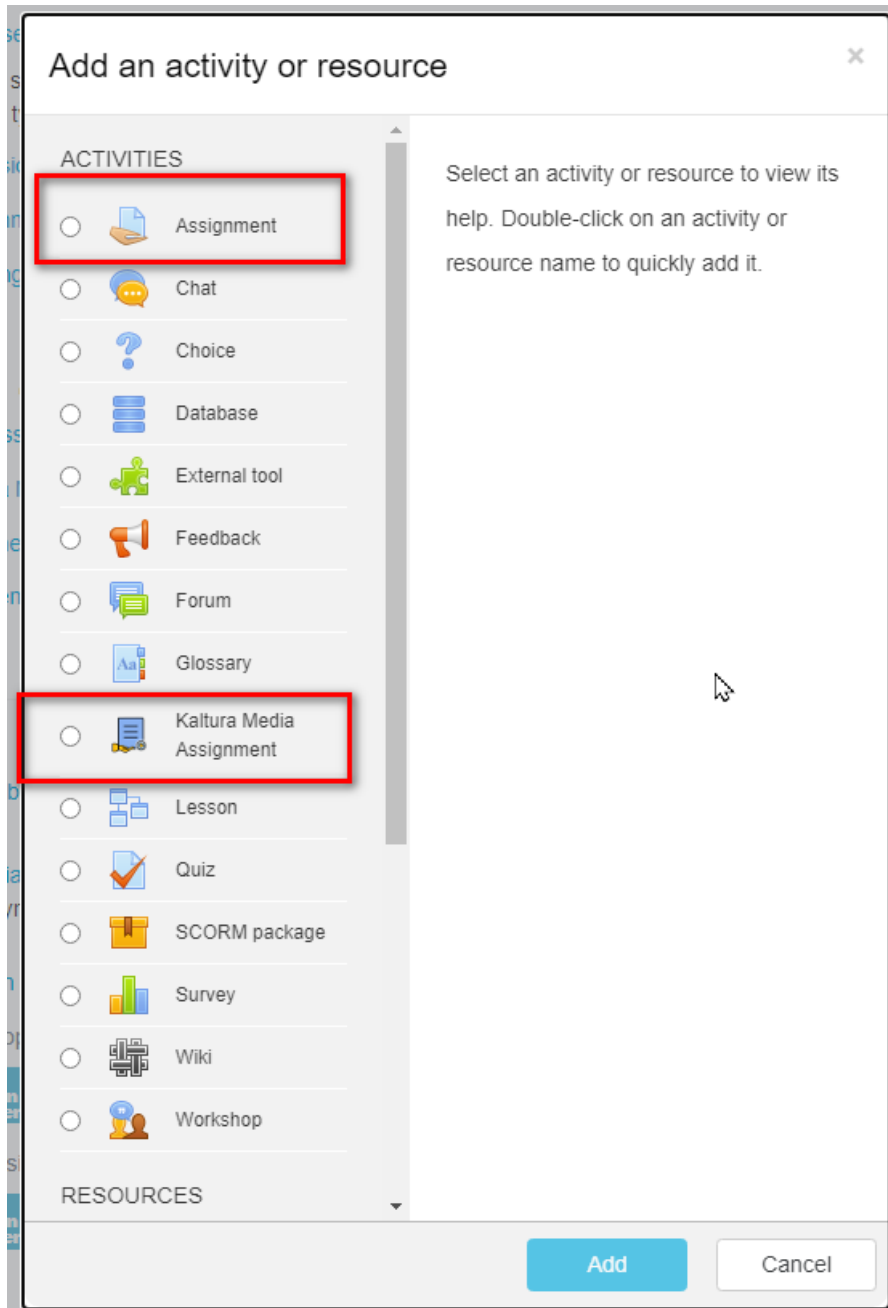 Add an activity or resource
×
ACTIVITIES
Assignment
Chat
Choice
Database
External tool
Feedback
Forum
Aa
Glossary
Kaltura Media
Assignment
Lesson
Quiz
SCORM package
Survey
Wiki
Workshop
RESOURCES
Select an activity or resource to view its
help. Double-click on an activity or
resource name to quickly add it.
Add
Cancel